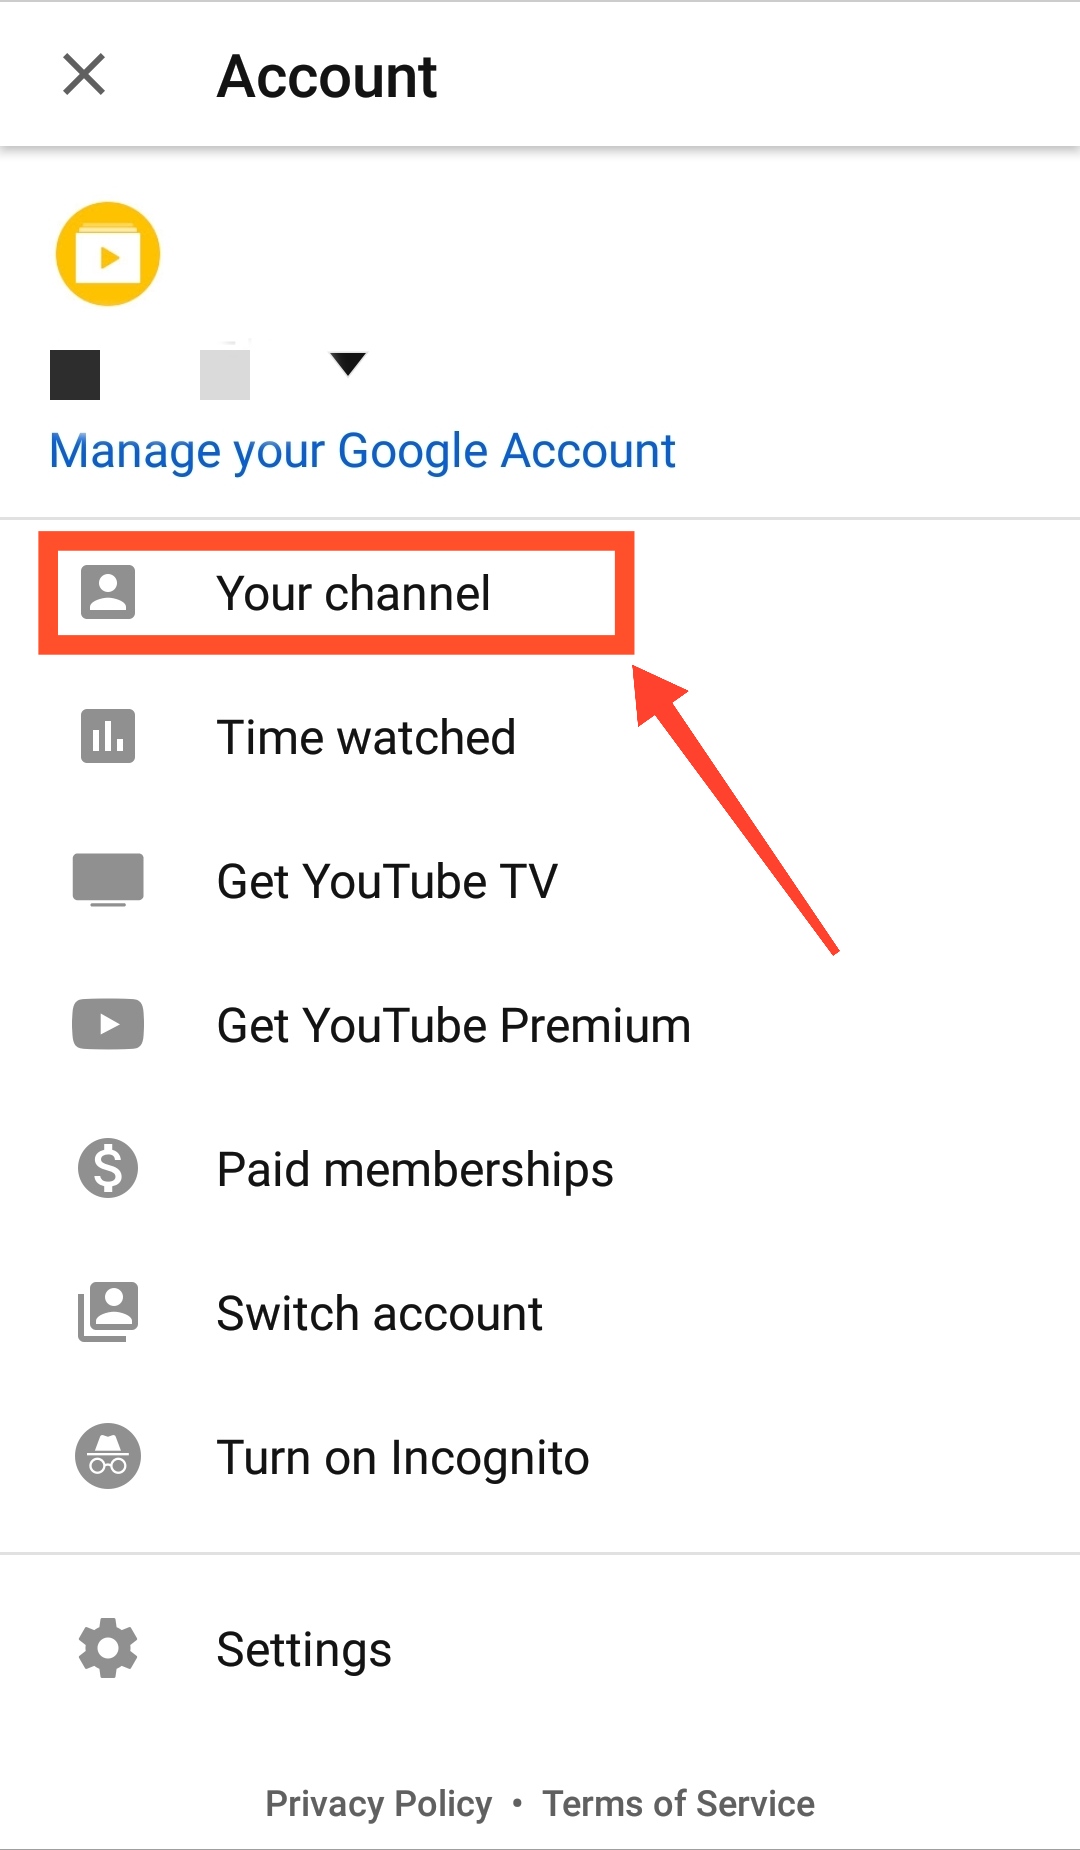 Account
Manage your Google Account
Your channel
Time watched
Get YouTube TV
Get YouTube Premium
Paid memberships
Switch account
Turn on Incognito
Settings
Privacy Policy • Terms of Service